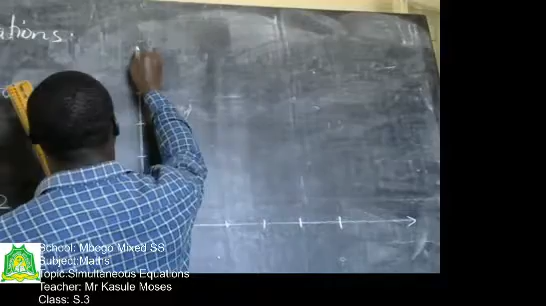 ations.
School: Mbogo Mixed SS
Subject:Maths
Topic:Simultaneous Equations
Teacher: Mr Kasule Moses
Class: S.3